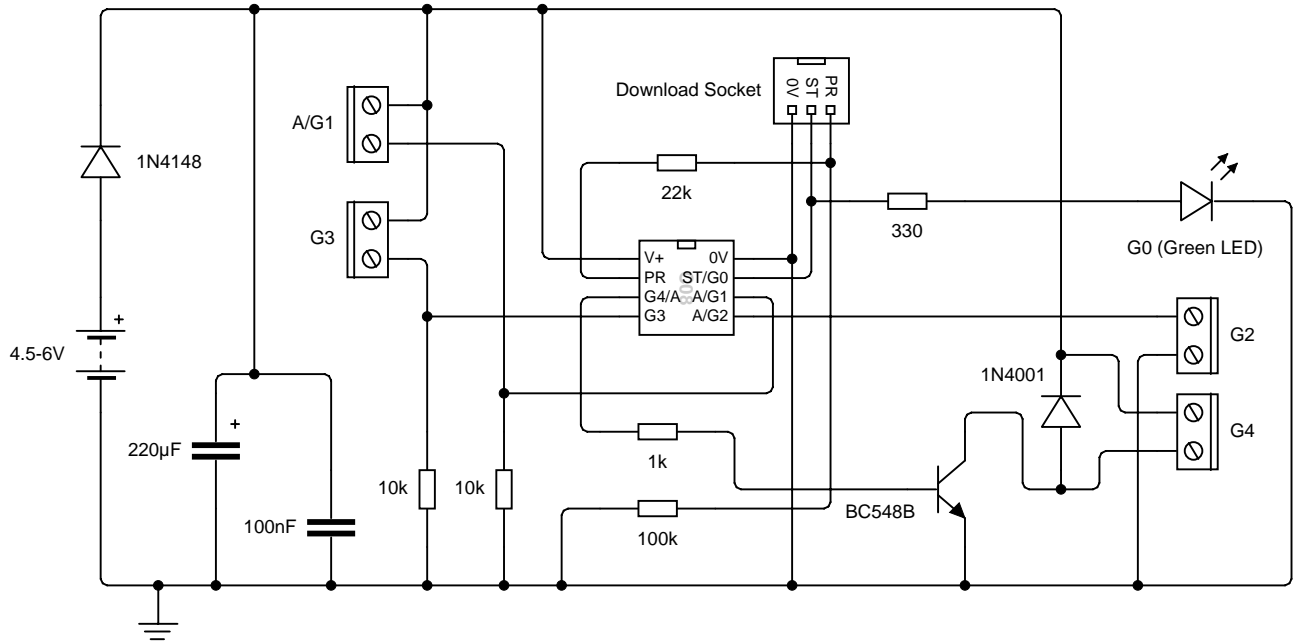 Download Socket
0V
ST
PR
A/G1
1N4148
22k
G3
330
G0 (Green LED)
V+ 0V
PR ST/G0
G4/A A/G1
G3 A/G2
08
+
4.5-6V
G2
1N4001
+
220µF
G4
1k
10k
10k
100nF
100k
BC548B